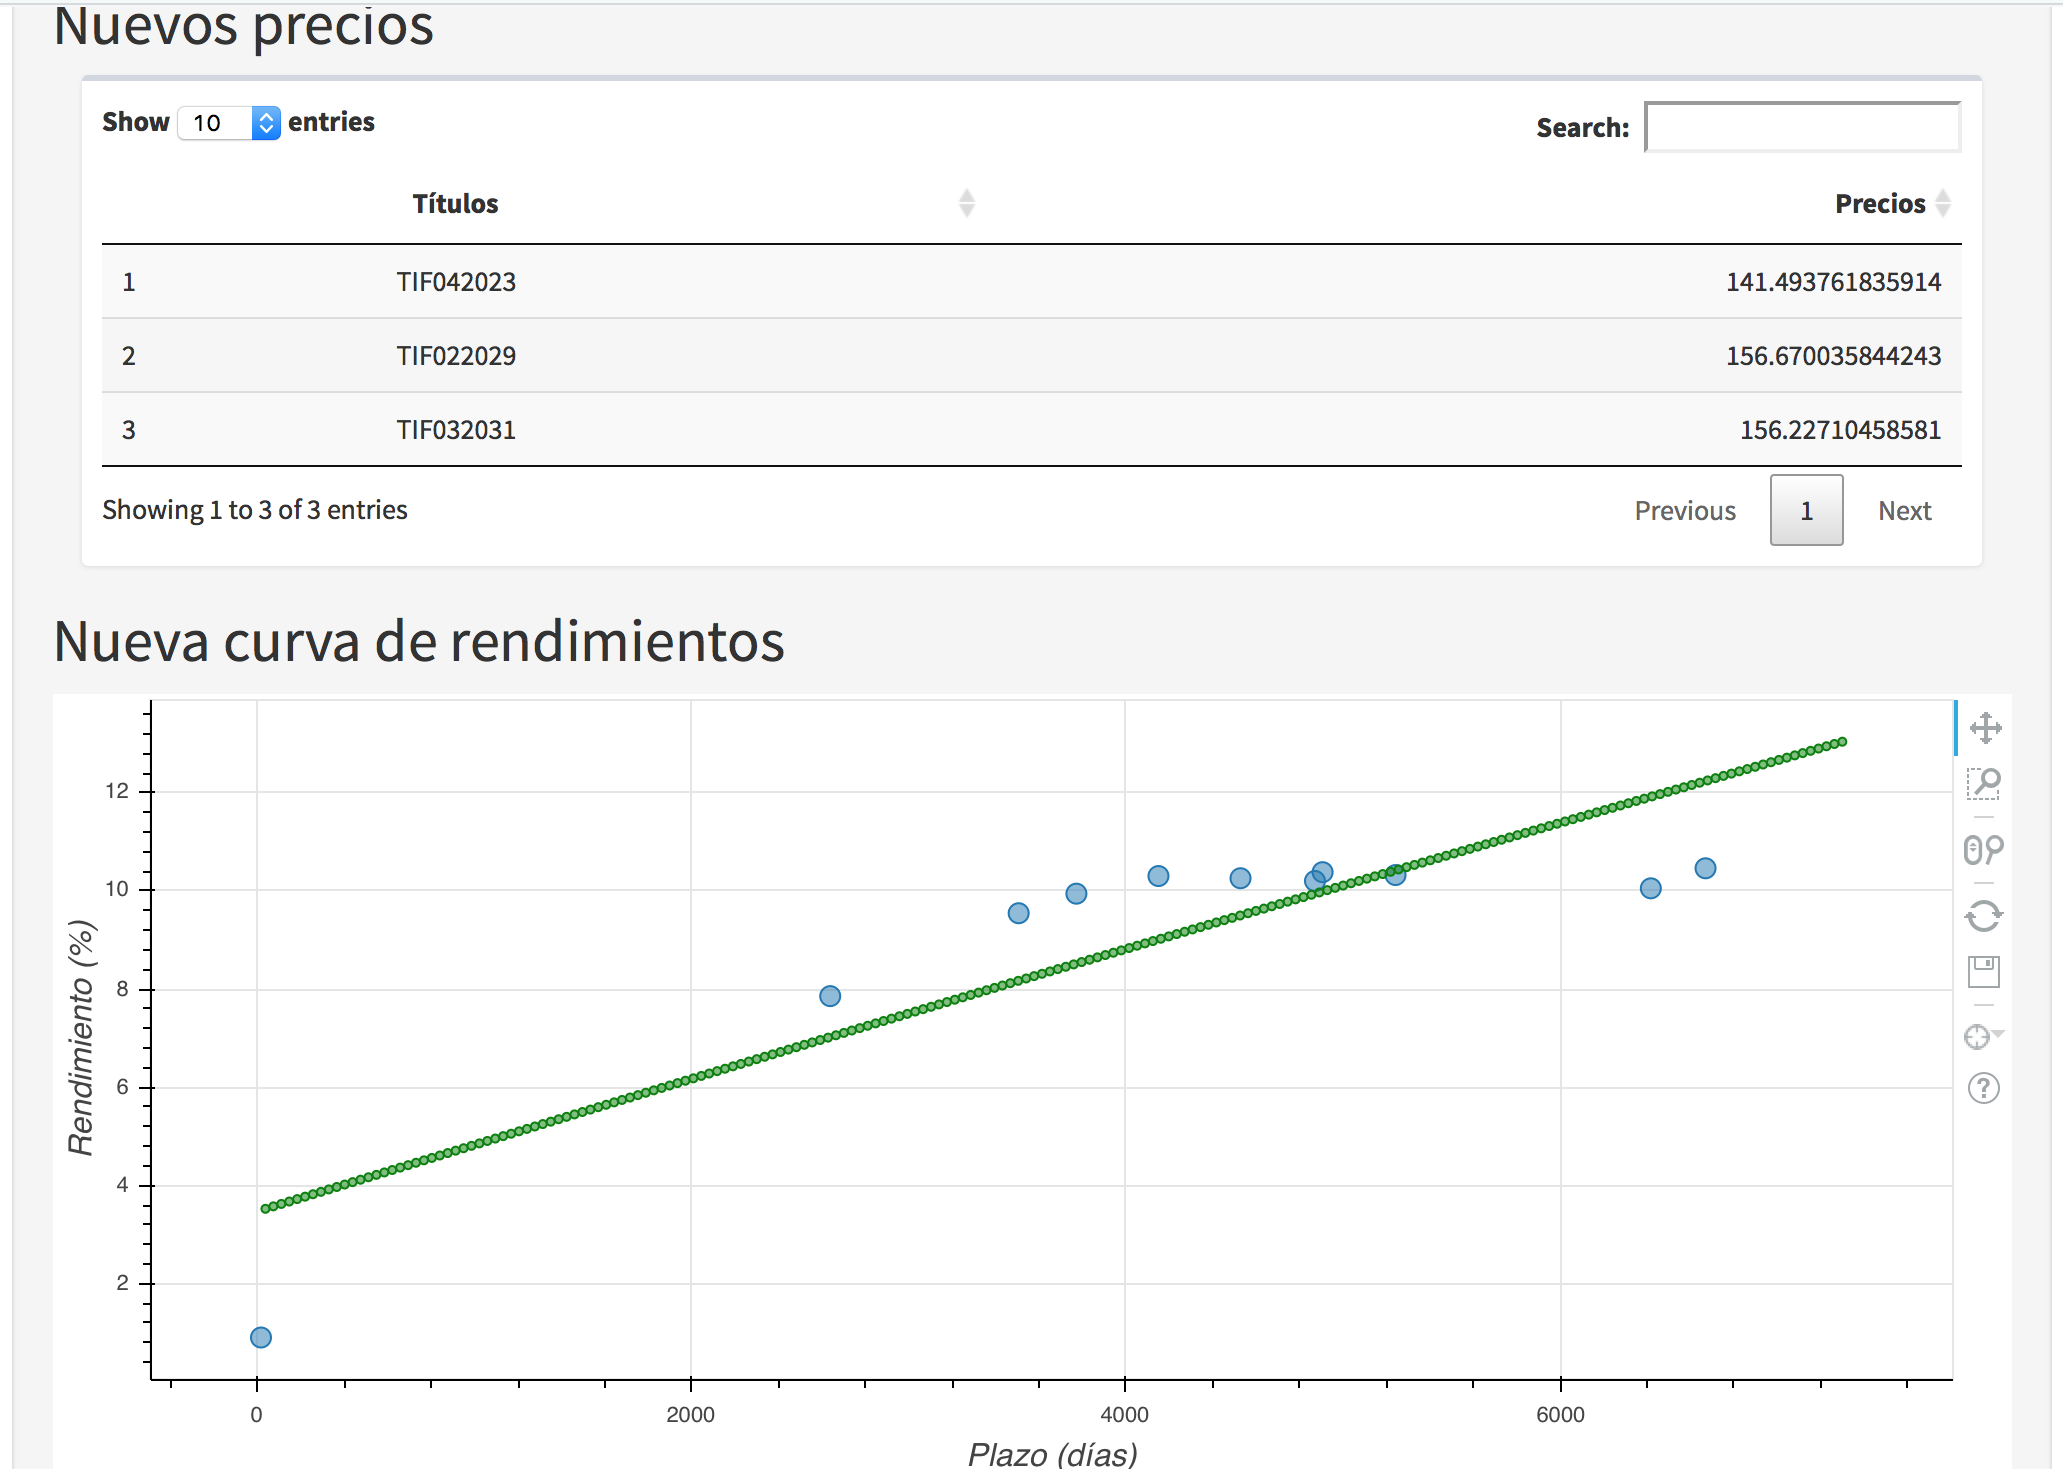 Nuevos precios
Show 10 entries
Search:
Títulos Precios
1 TIF042023 141.493761835914
2 TIF022029 156.670035844243
3 TIF032031 156.22710458581
Showing 1 to 3 of 3 entries
Previous 1 Next
Nueva curva de rendimientos
Rendimiento (%)
12
10
8
6
4
2
0 2000 4000 6000
Plazo (días)